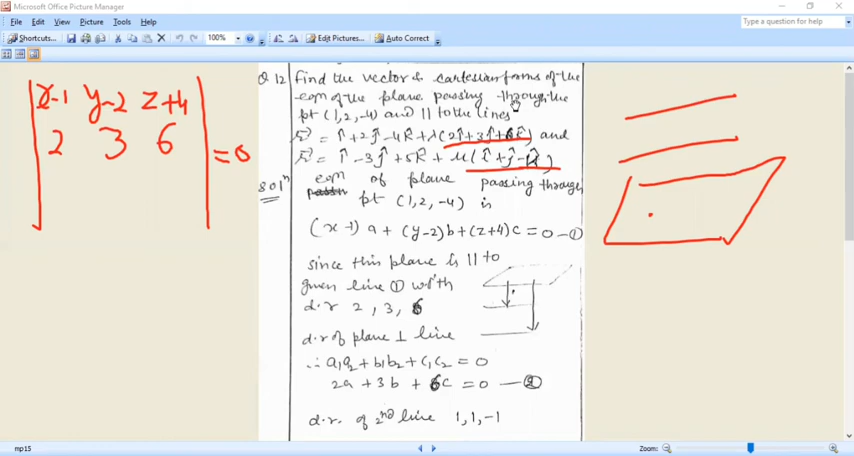 Microsoft Office Picture Manager
File Edit View Picture Tools Help
Type a question for help
Shortcuts... 100% Edit Pictures... Auto Correct
x-1 y-2 z+4
2 3 6 = 0
Q 12 find the vector & cartesian forms of the
eqn of the plane passing through the
pt (1, 2, -4) and || to the lines
r⃗ = î + 2ĵ - 4k̂ + λ(2î + 3ĵ + 6k̂) and
r⃗ = î - 3ĵ + 5k̂ + μ(î + ĵ - k̂)
Solⁿ eqn of plane passing through
pt (1, 2, -4) is
(x-1)a + (y-2)b + (z+4)c = 0 - ①
since this plane is || to
given line ① with
d.r 2, 3, 6
d.r of plane ⊥ line
∴ a₁a₂ + b₁b₂ + c₁c₂ = 0
2a + 3b + 6c = 0 — ②
d.r. of 2nd line 1, 1, -1
mp15
Zoom: